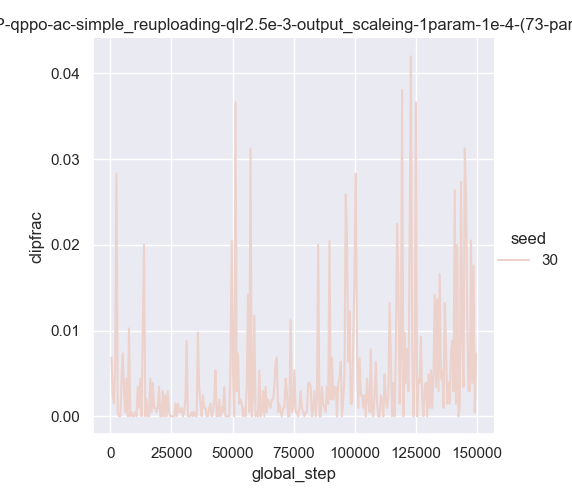 P-qppo-ac-simple_reuploading-qlr2.5e-3-output_scaleing-1param-1e-4-(73-par
0.04
0.03
0.02
0.01
0.00
clipfrac
0 25000 50000 75000 100000 125000 150000
global_step
seed
30